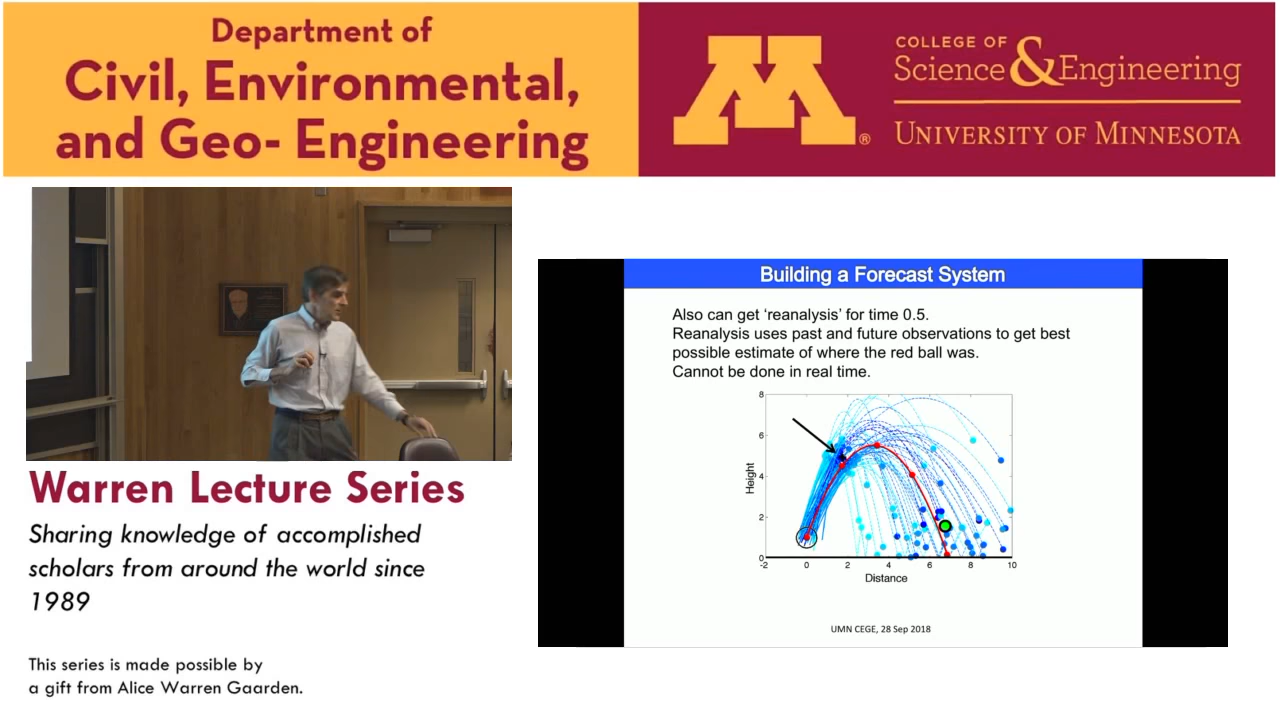 Department of
Civil, Environmental,
and Geo- Engineering
M®
COLLEGE OF
Science & Engineering
UNIVERSITY OF MINNESOTA
Building a Forecast System
Also can get ‘reanalysis’ for time 0.5.
Reanalysis uses past and future observations to get best
possible estimate of where the red ball was.
Cannot be done in real time.
8
6
4
2
0
Height
-2 0 2 4 6 8 10
Distance
UMN CEGE, 28 Sep 2018
Warren Lecture Series
Sharing knowledge of accomplished
scholars from around the world since
1989
This series is made possible by
a gift from Alice Warren Gaarden.